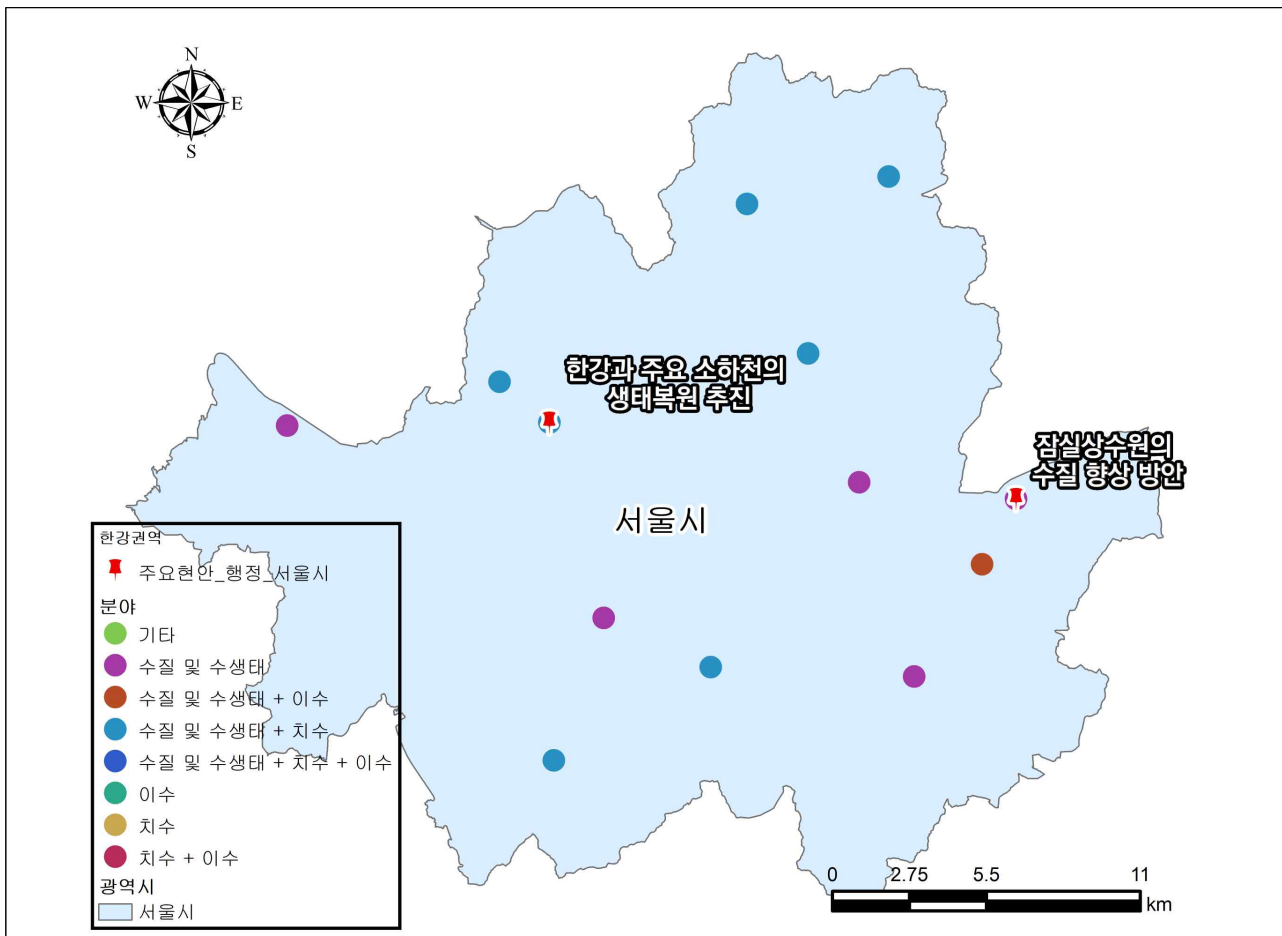 N
W
E
S
한강과 주요 소하천의
생태복원 추진
잠실상수원의
수질 향상 방안
서울시
한강권역
주요현안_행정_서울시
분야
기타
수질 및 수생태
수질 및 수생태 + 이수
수질 및 수생태 + 치수
수질 및 수생태 + 치수 + 이수
이수
치수
치수 + 이수
광역시
서울시
0 2.75 5.5 11
km